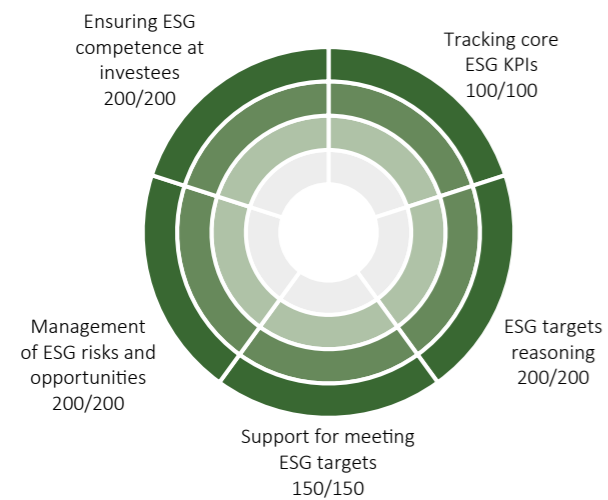 Ensuring ESG
competence at
investees
200/200
Tracking core
ESG KPIs
100/100
Management
of ESG risks and
opportunities
200/200
ESG targets
reasoning
200/200
Support for meeting
ESG targets
150/150